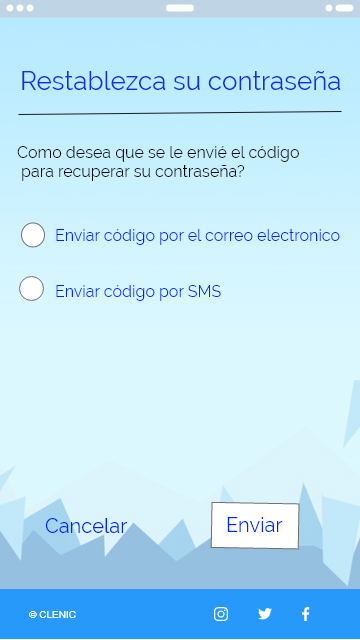 Restablezca su contraseña
Como desea que se le envié el código
para recuperar su contraseña?
Enviar código por el correo electronico
Enviar código por SMS
Cancelar
Enviar
© CLENIC